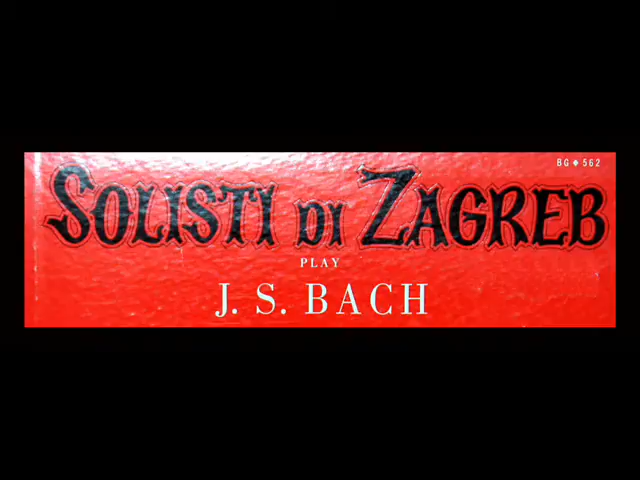 BG♦562
SOLISTI DI ZAGREB
PLAY
J. S. BACH